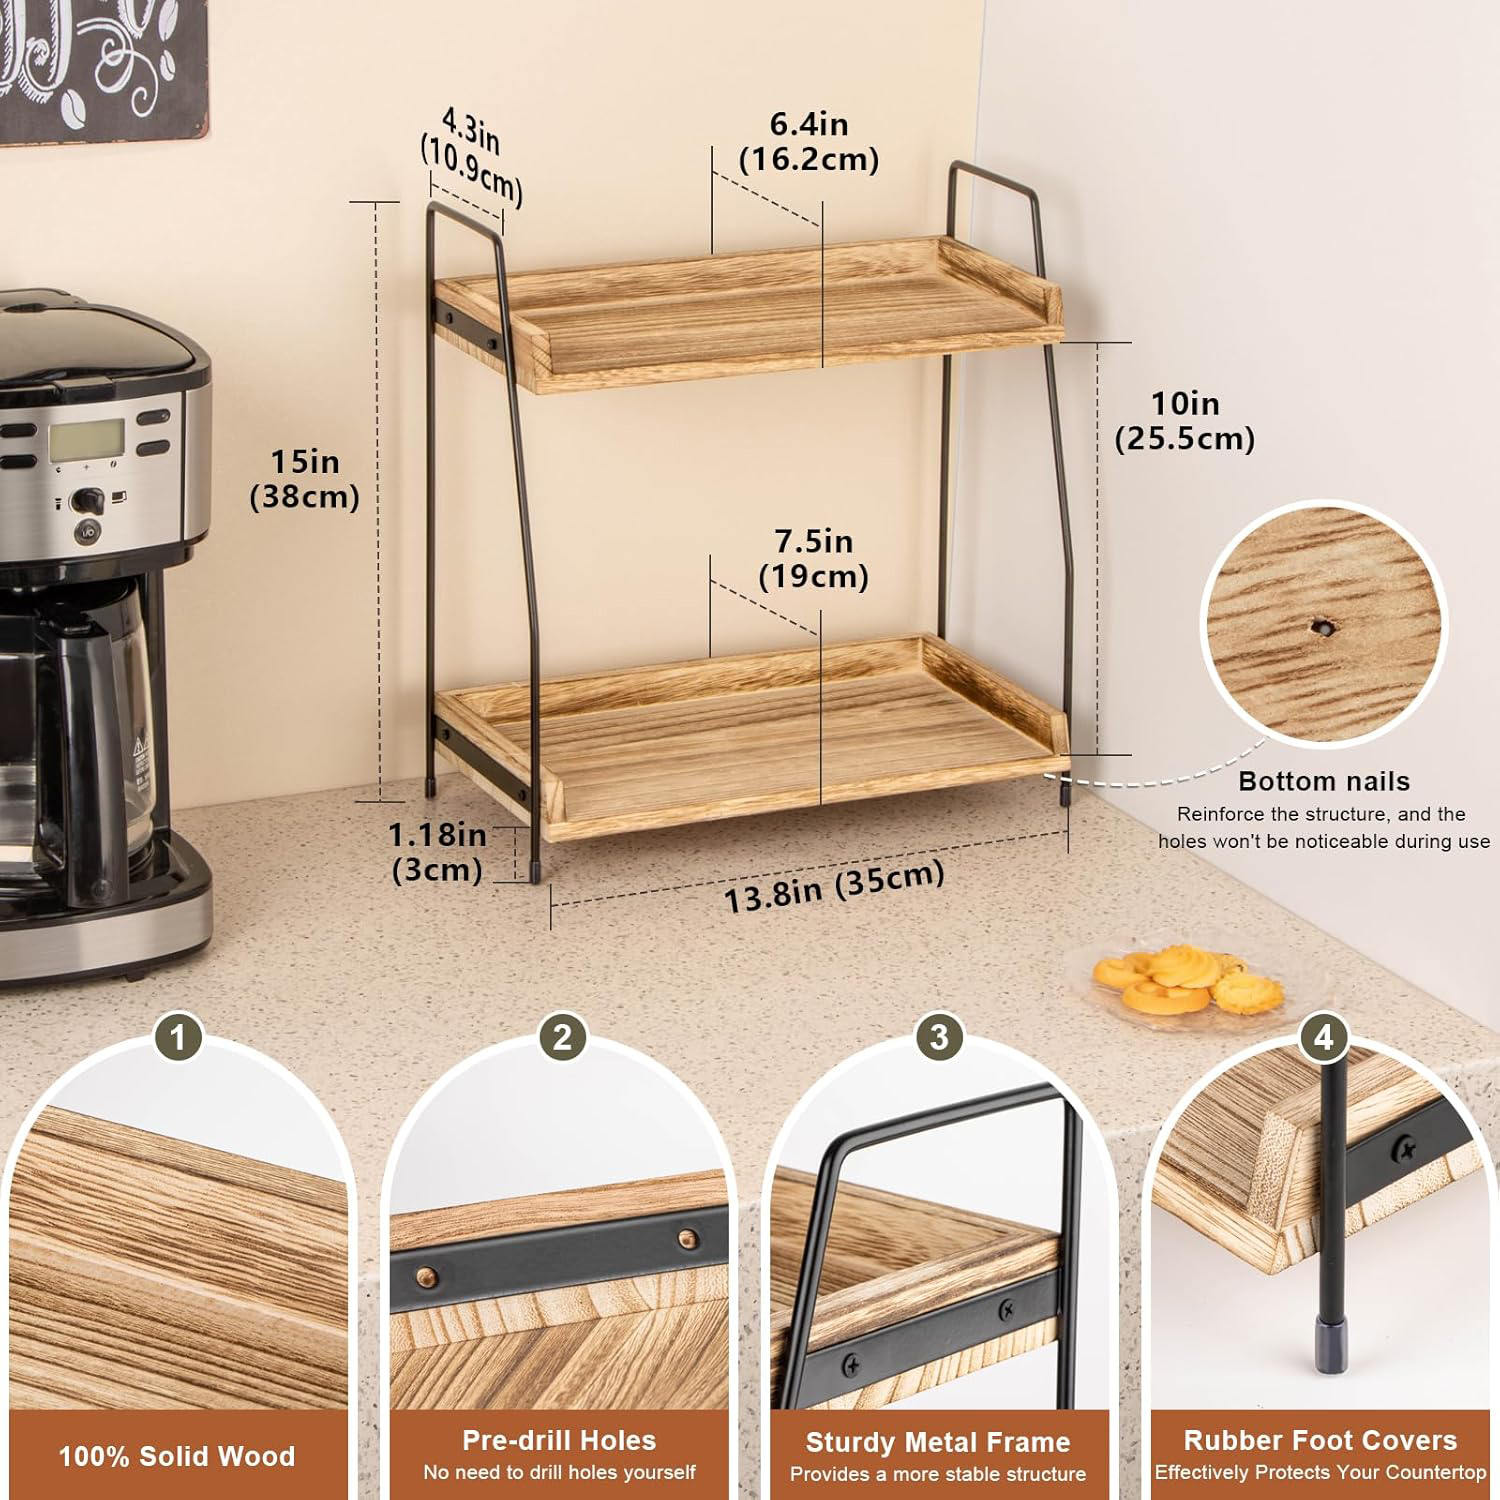 4.3in
(10.9cm)
6.4in
(16.2cm)
15in
(38cm)
10in
(25.5cm)
7.5in
(19cm)
1.18in
(3cm)
13.8in (35cm)
Bottom nails
Reinforce the structure, and the
holes won't be noticeable during use
1
100% Solid Wood
2
Pre-drill Holes
No need to drill holes yourself
3
Sturdy Metal Frame
Provides a more stable structure
4
Rubber Foot Covers
Effectively Protects Your Countertop